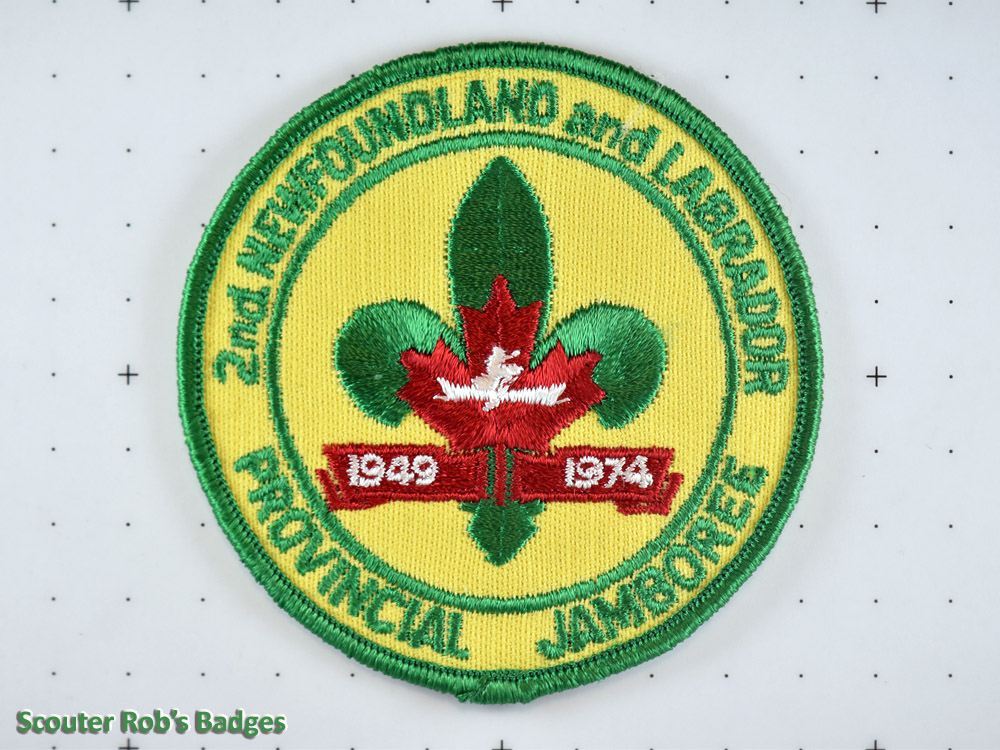 2nd NEWFOUNDLAND and LABRADOR
1949 1974
PROVINCIAL JAMBOREE
Scouter Rob's Badges